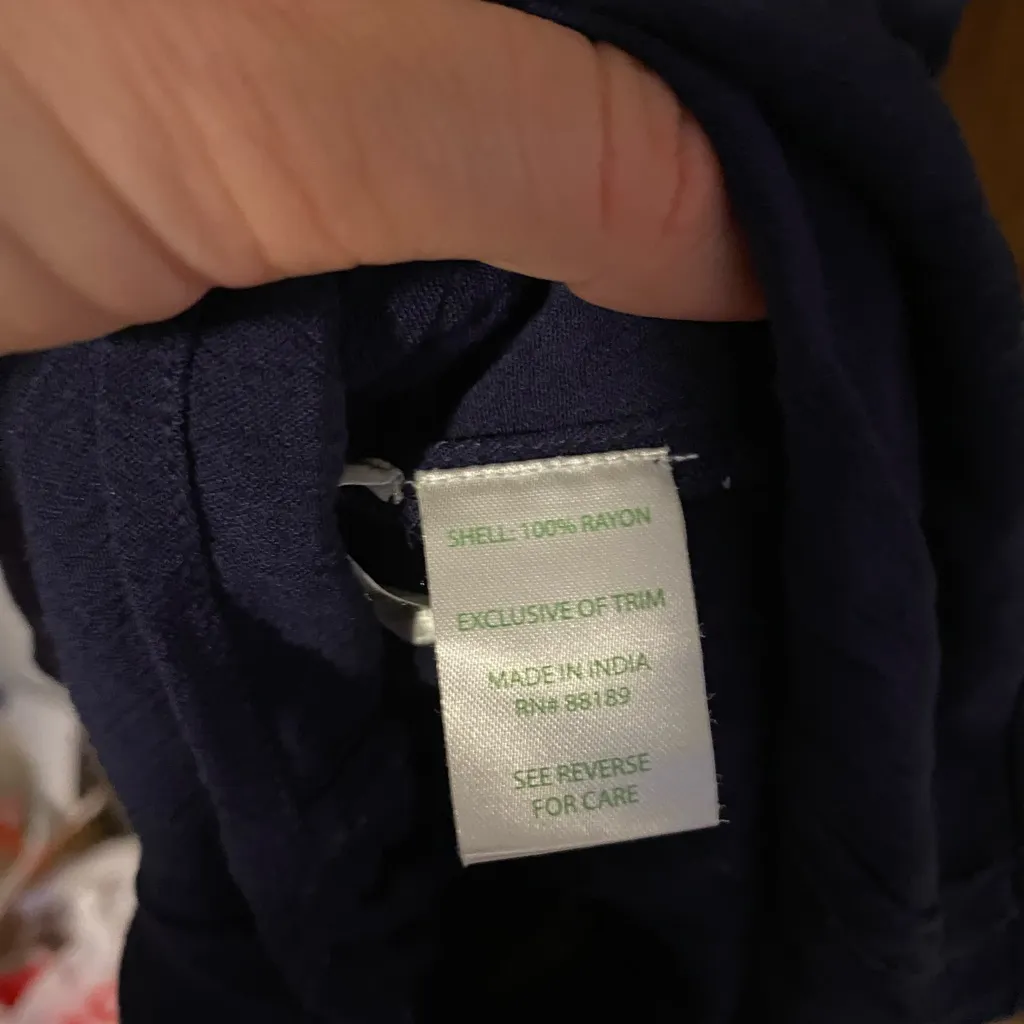 SHELL: 100% RAYON
EXCLUSIVE OF TRIM
MADE IN INDIA
RN# 88189
SEE REVERSE
FOR CARE